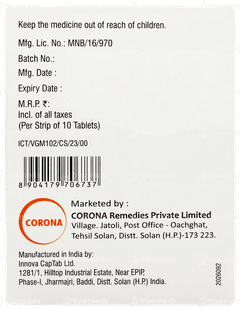 Keep the medicine out of reach of children.
Mfg. Lic. No.: MNB/16/970
Batch No.:
Mfg. Date :
Expiry Date :
M.R.P. ₹:
Incl. of all taxes
(Per Strip of 10 Tablets)
ICT/VGM102/CS/23/00
8 904179 706737
CORONA
Marketed by :
CORONA Remedies Private Limited
Village. Jatoli, Post Office - Oachghat,
Tehsil Solan, Distt. Solan (H.P.)-173 223.
Manufactured in India by:
Innova CapTab Ltd.
1281/1, Hilltop Industrial Estate, Near EPIP,
Phase-I, Jharmajri, Baddi, Distt. Solan (H.P.) India.
2026092